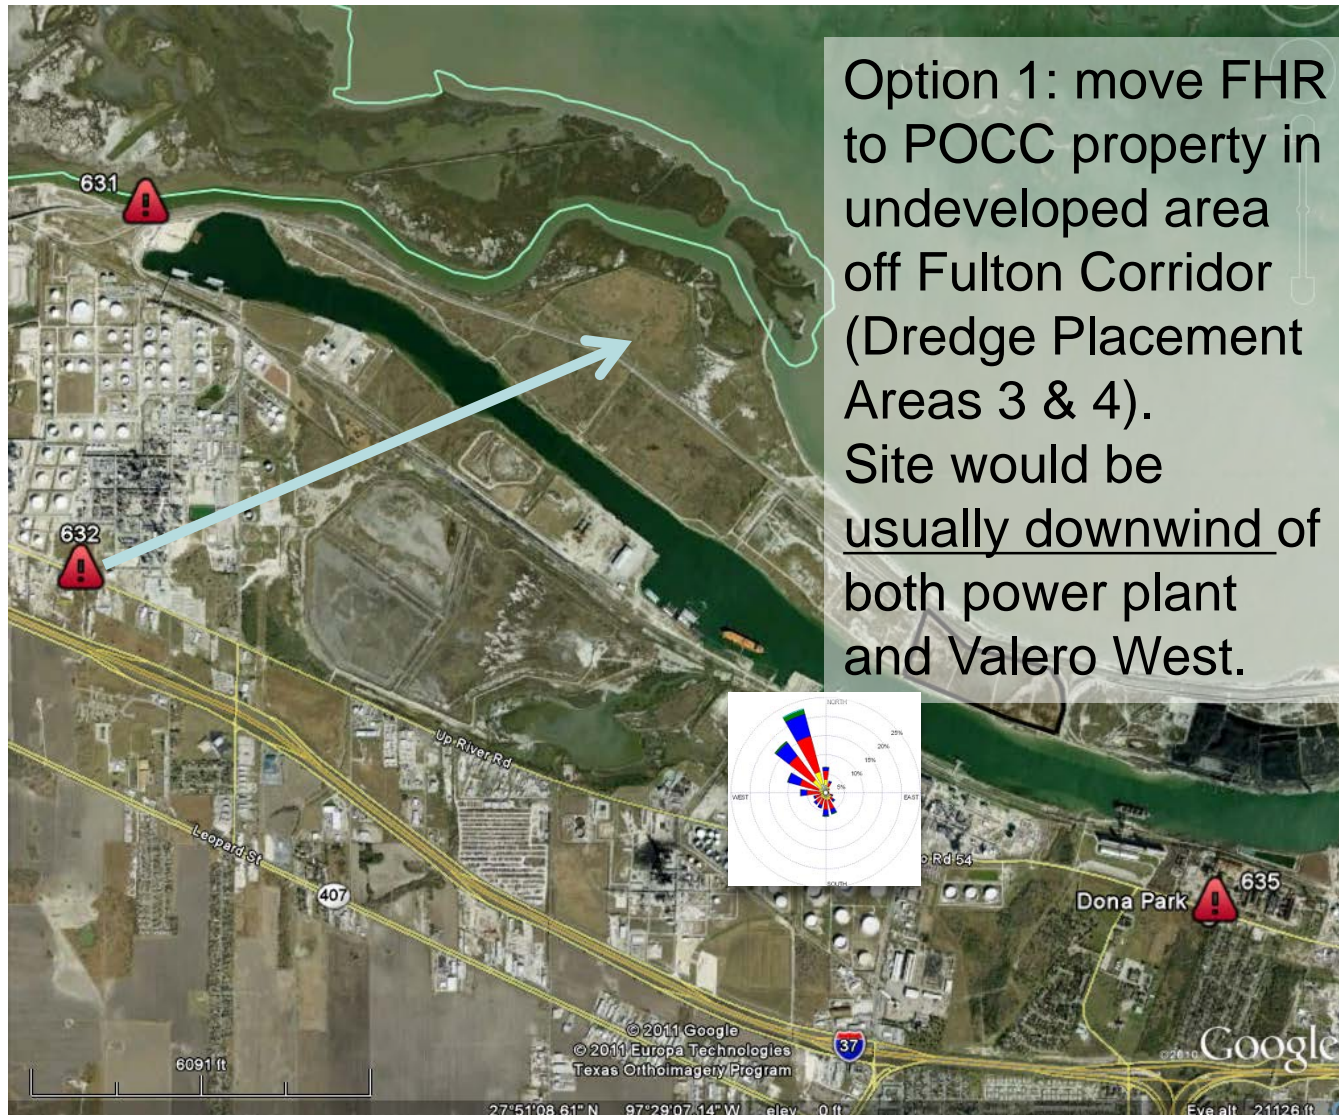 Option 1: move FHR
to POCC property in
undeveloped area
off Fulton Corridor
(Dredge Placement
Areas 3 & 4).
Site would be
usually downwind of
both power plant
and Valero West.
631
632
NORTH
25%
20%
15%
10%
5%
WEST
EAST
SOUTH
Up River Rd
Leopard St
407
o Rd 54
Dona Park
635
37
6091 ft
© 2011 Google
© 2011 Europa Technologies
Texas Orthoimagery Program
©2010 Google
27°51'08.61" N 97°29'07.14" W elev 0 ft
Eye alt 21126 ft